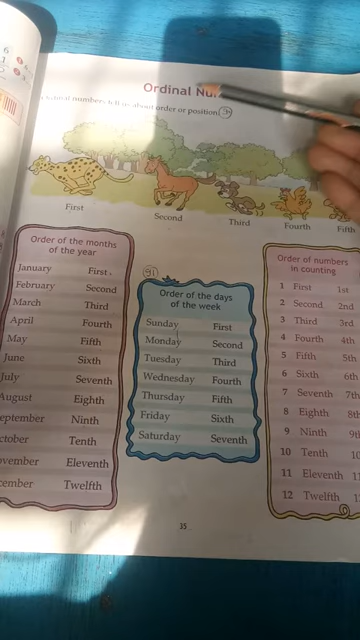 Ordinal Nu
numbers tell us about order or position
First
Second
Third
Fourth
Fifth
Order of the months
of the year
January First
February Second
March Third
April Fourth
May Fifth
June Sixth
July Seventh
August Eighth
eptember Ninth
ctober Tenth
ovember Eleventh
cember Twelfth
91
Order of the days
of the week
Sunday First
Monday Second
Tuesday Third
Wednesday Fourth
Thursday Fifth
Friday Sixth
Saturday Seventh
Order of numbers
in counting
1 First 1st
2 Second 2nd
3 Third 3rd
4 Fourth 4th
5 Fifth 5th
6 Sixth 6th
7 Seventh 7th
8 Eighth 8th
9 Ninth 9th
10 Tenth 10
11 Eleventh 11
12 Twelfth 1
35